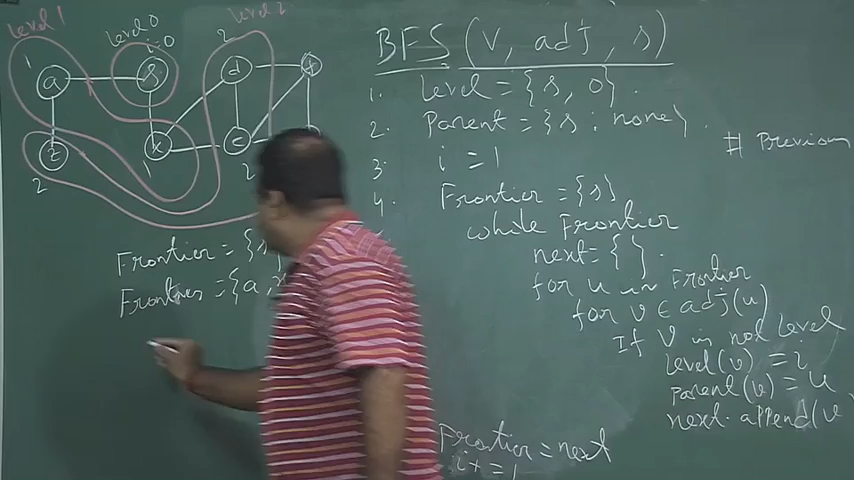 Level 1
Level 0
i=0
Level 2
1
a
s
2
d
f
z
2
x
1
c
2
Frontier = {s
Frontier = {a,
BFS (V, adj, s)
1. Level = {s, 0}.
2. Parent = {s : none}.
3. i = 1
4. Frontier = {s}
while Frontier
next = { }.
for u in Frontier
for v ∈ adj(u)
If V is not Level
Level(v) = i
Parent(v) = u
next. append(v
Frontier = next
i+ = 1
# Previous